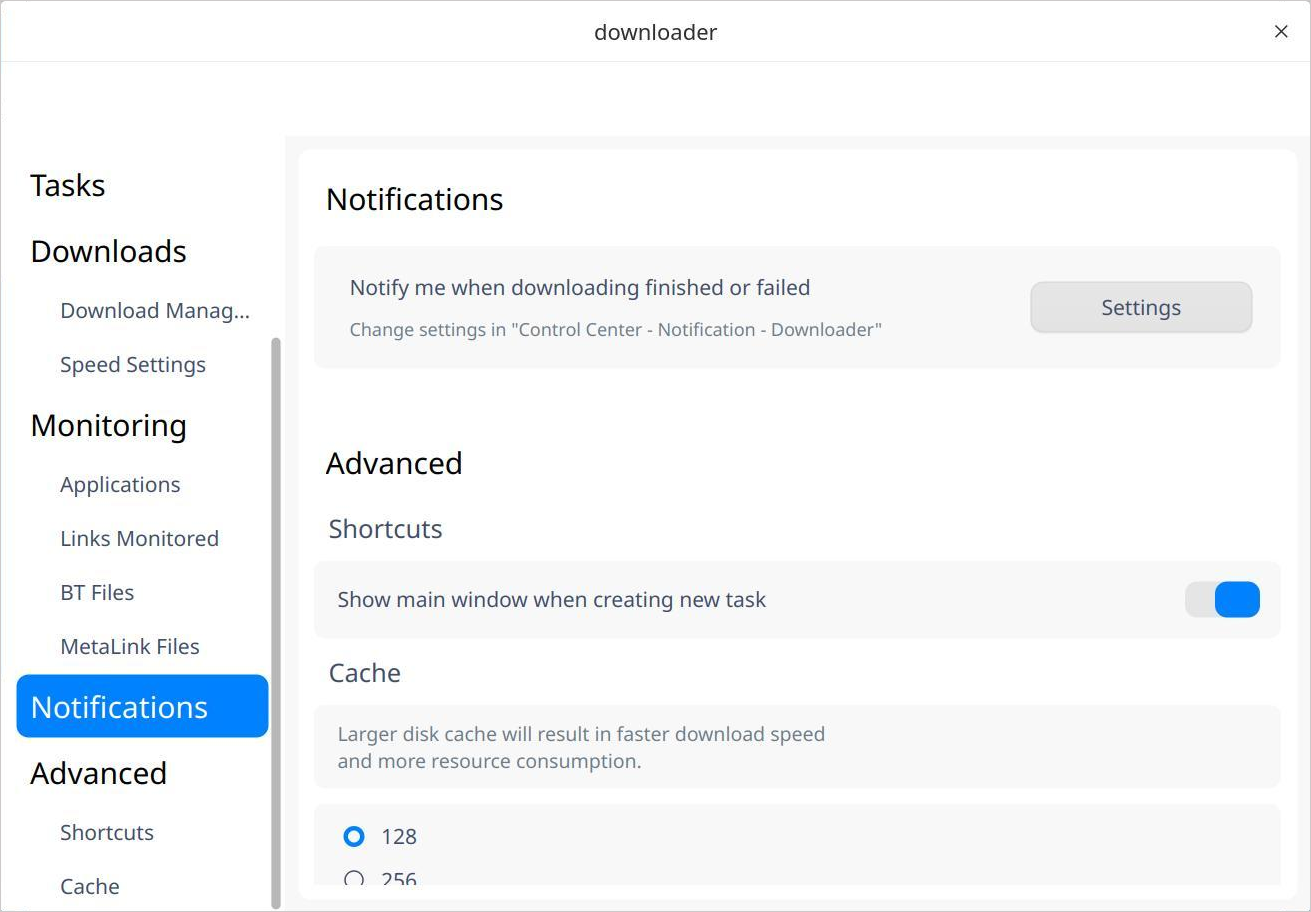 downloader
Tasks
Downloads
Download Manag...
Speed Settings
Monitoring
Applications
Links Monitored
BT Files
MetaLink Files
Notifications
Advanced
Shortcuts
Cache
Notifications
Notify me when downloading finished or failed
Change settings in "Control Center - Notification - Downloader"
Settings
Advanced
Shortcuts
Show main window when creating new task
Cache
Larger disk cache will result in faster download speed
and more resource consumption.
128
256